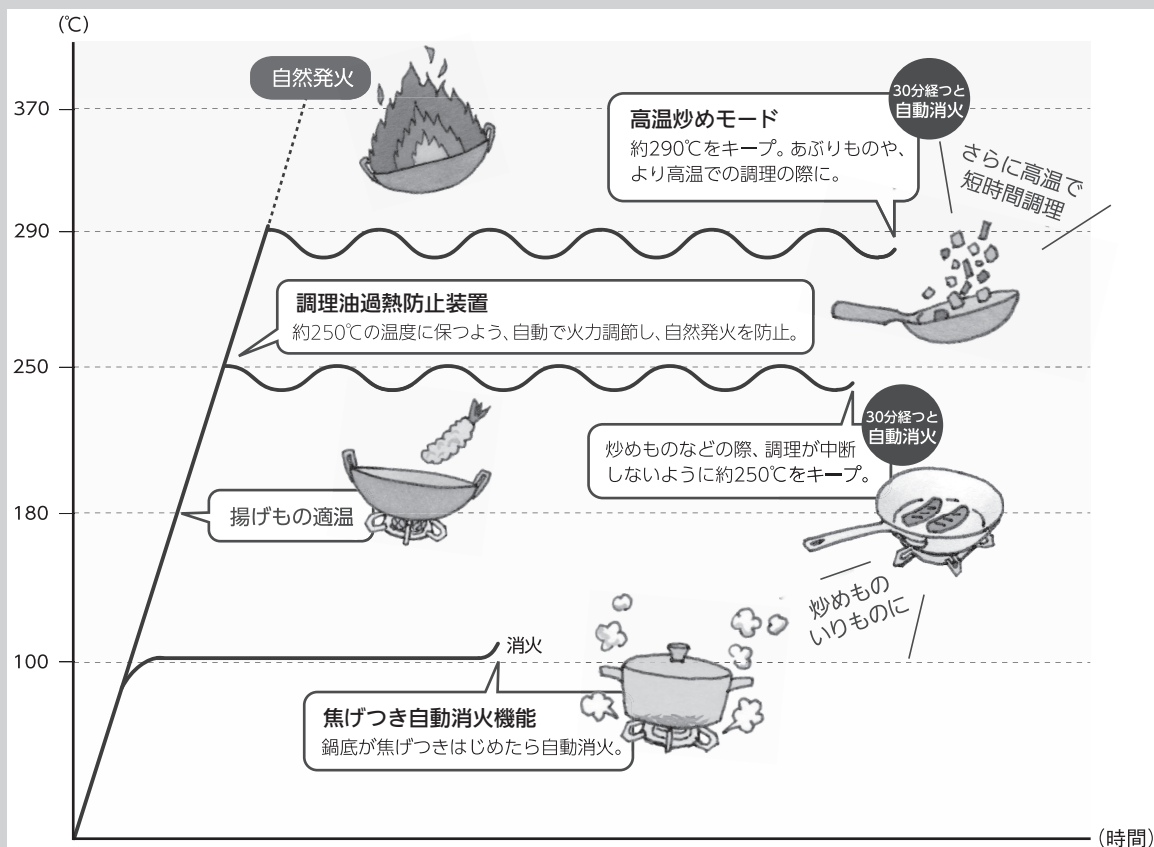 (℃)
自然発火
370
高温炒めモード
約290℃をキープ。あぶりものや、
より高温での調理の際に。
30分経つと
自動消火
さらに高温で
短時間調理
290
調理油過熱防止装置
約250℃の温度に保つよう、自動で火力調節し、自然発火を防止。
250
炒めものなどの際、調理が中断
しないように約250℃をキープ。
30分経つと
自動消火
180
揚げもの適温
炒めもの
いりものに
100
消火
焦げつき自動消火機能
鍋底が焦げつきはじめたら自動消火。
(時間)